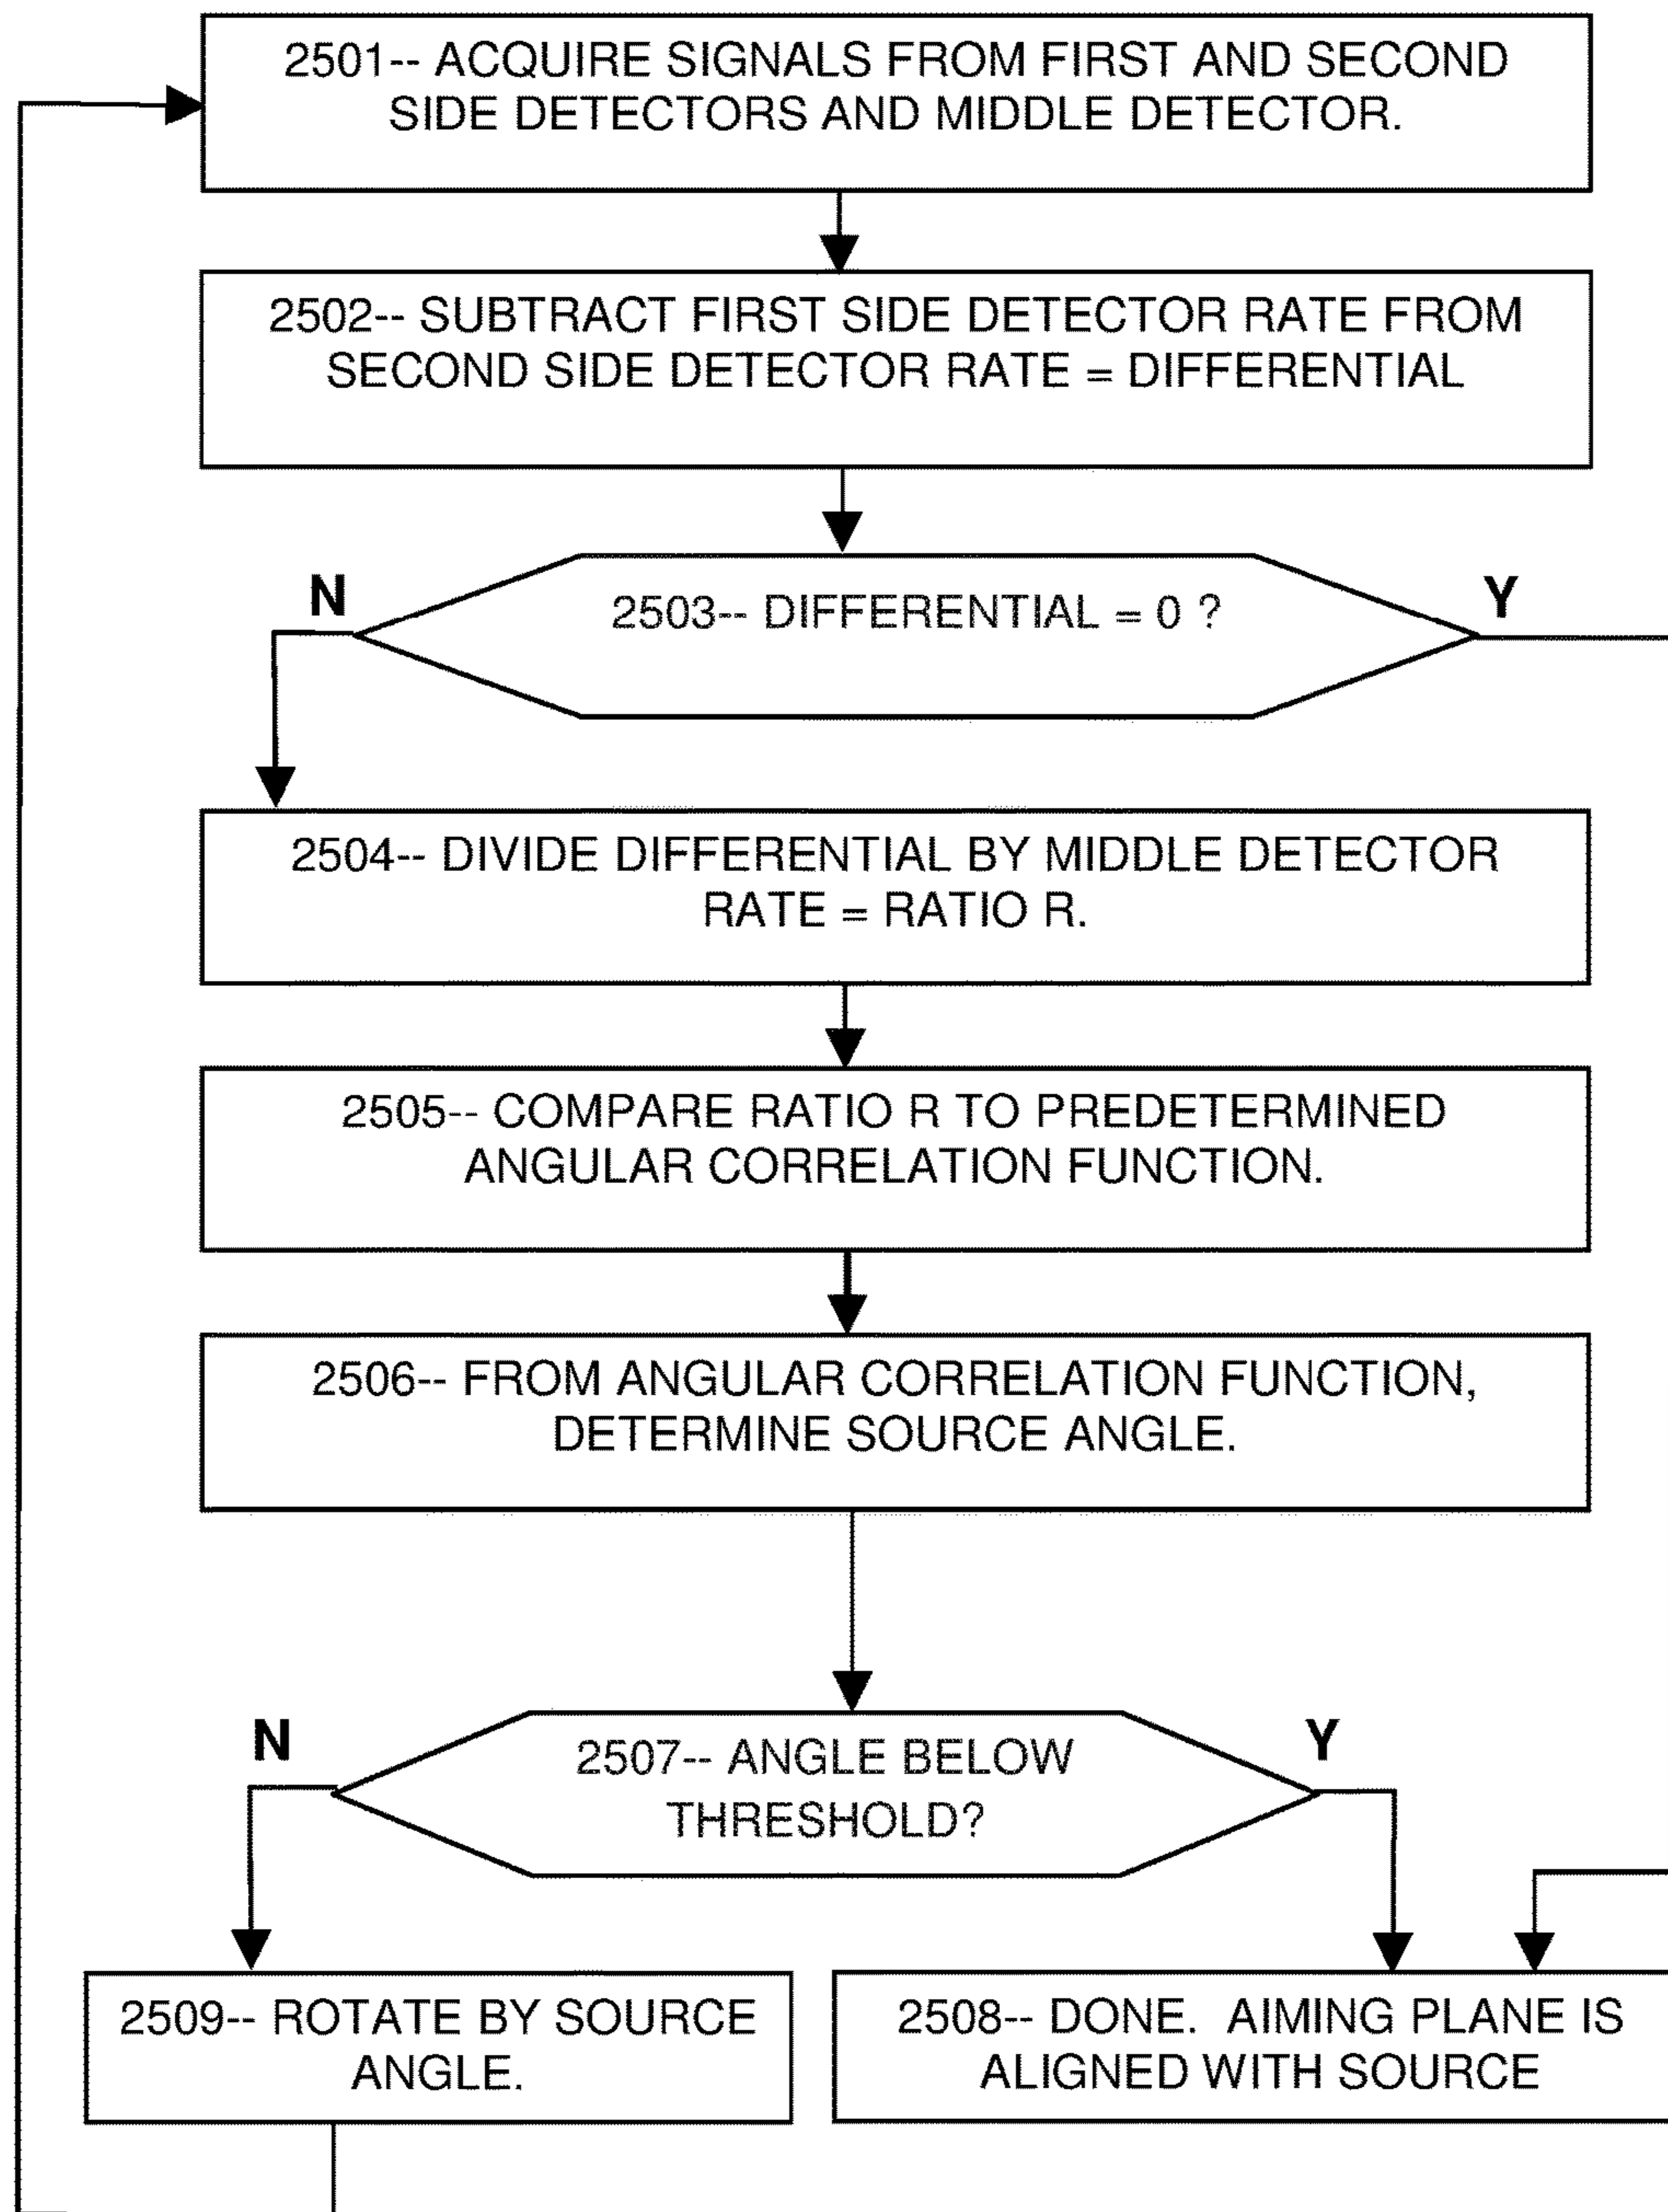 2501-- ACQUIRE SIGNALS FROM FIRST AND SECOND
SIDE DETECTORS AND MIDDLE DETECTOR.
2502-- SUBTRACT FIRST SIDE DETECTOR RATE FROM
SECOND SIDE DETECTOR RATE = DIFFERENTIAL
N
2503-- DIFFERENTIAL = 0 ?
Y
2504-- DIVIDE DIFFERENTIAL BY MIDDLE DETECTOR
RATE = RATIO R.
2505-- COMPARE RATIO R TO PREDETERMINED
ANGULAR CORRELATION FUNCTION.
2506-- FROM ANGULAR CORRELATION FUNCTION,
DETERMINE SOURCE ANGLE.
N
2507-- ANGLE BELOW
THRESHOLD?
Y
2509-- ROTATE BY SOURCE
ANGLE.
2508-- DONE.  AIMING PLANE IS
ALIGNED WITH SOURCE